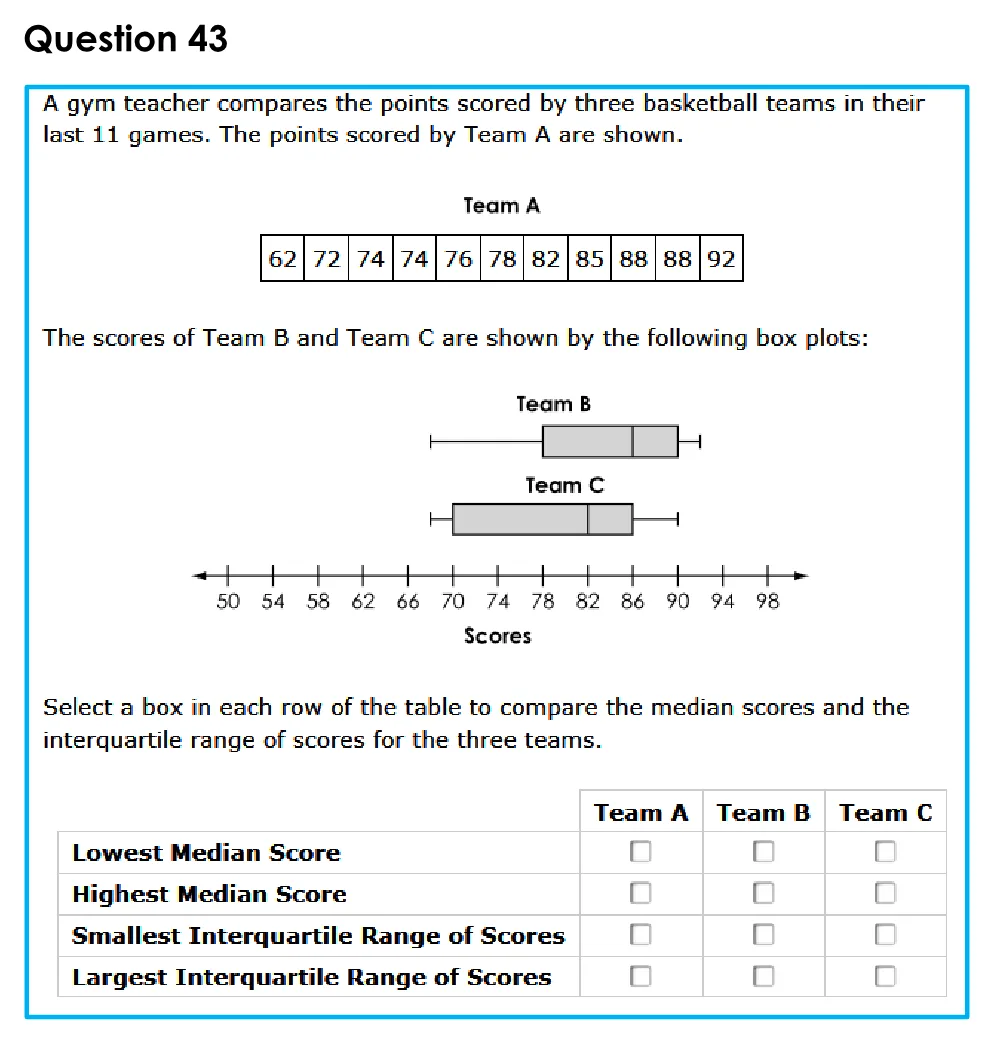 Question 43
A gym teacher compares the points scored by three basketball teams in their
last 11 games. The points scored by Team A are shown.
Team A
62 72 74 74 76 78 82 85 88 88 92
The scores of Team B and Team C are shown by the following box plots:
Team B
Team C
50 54 58 62 66 70 74 78 82 86 90 94 98
Scores
Select a box in each row of the table to compare the median scores and the
interquartile range of scores for the three teams.
Team A Team B Team C
Lowest Median Score
Highest Median Score
Smallest Interquartile Range of Scores
Largest Interquartile Range of Scores